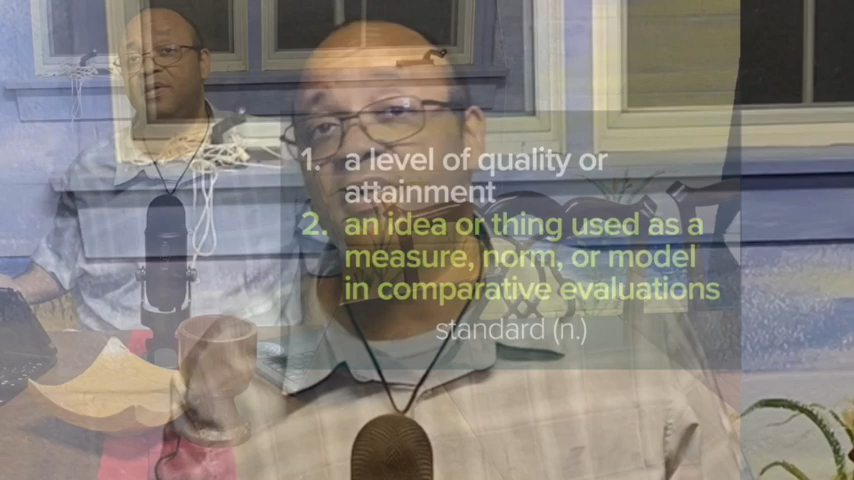 1. a level of quality or
attainment
2. an idea or thing used as a
measure, norm, or model
in comparative evaluations
standard (n.)